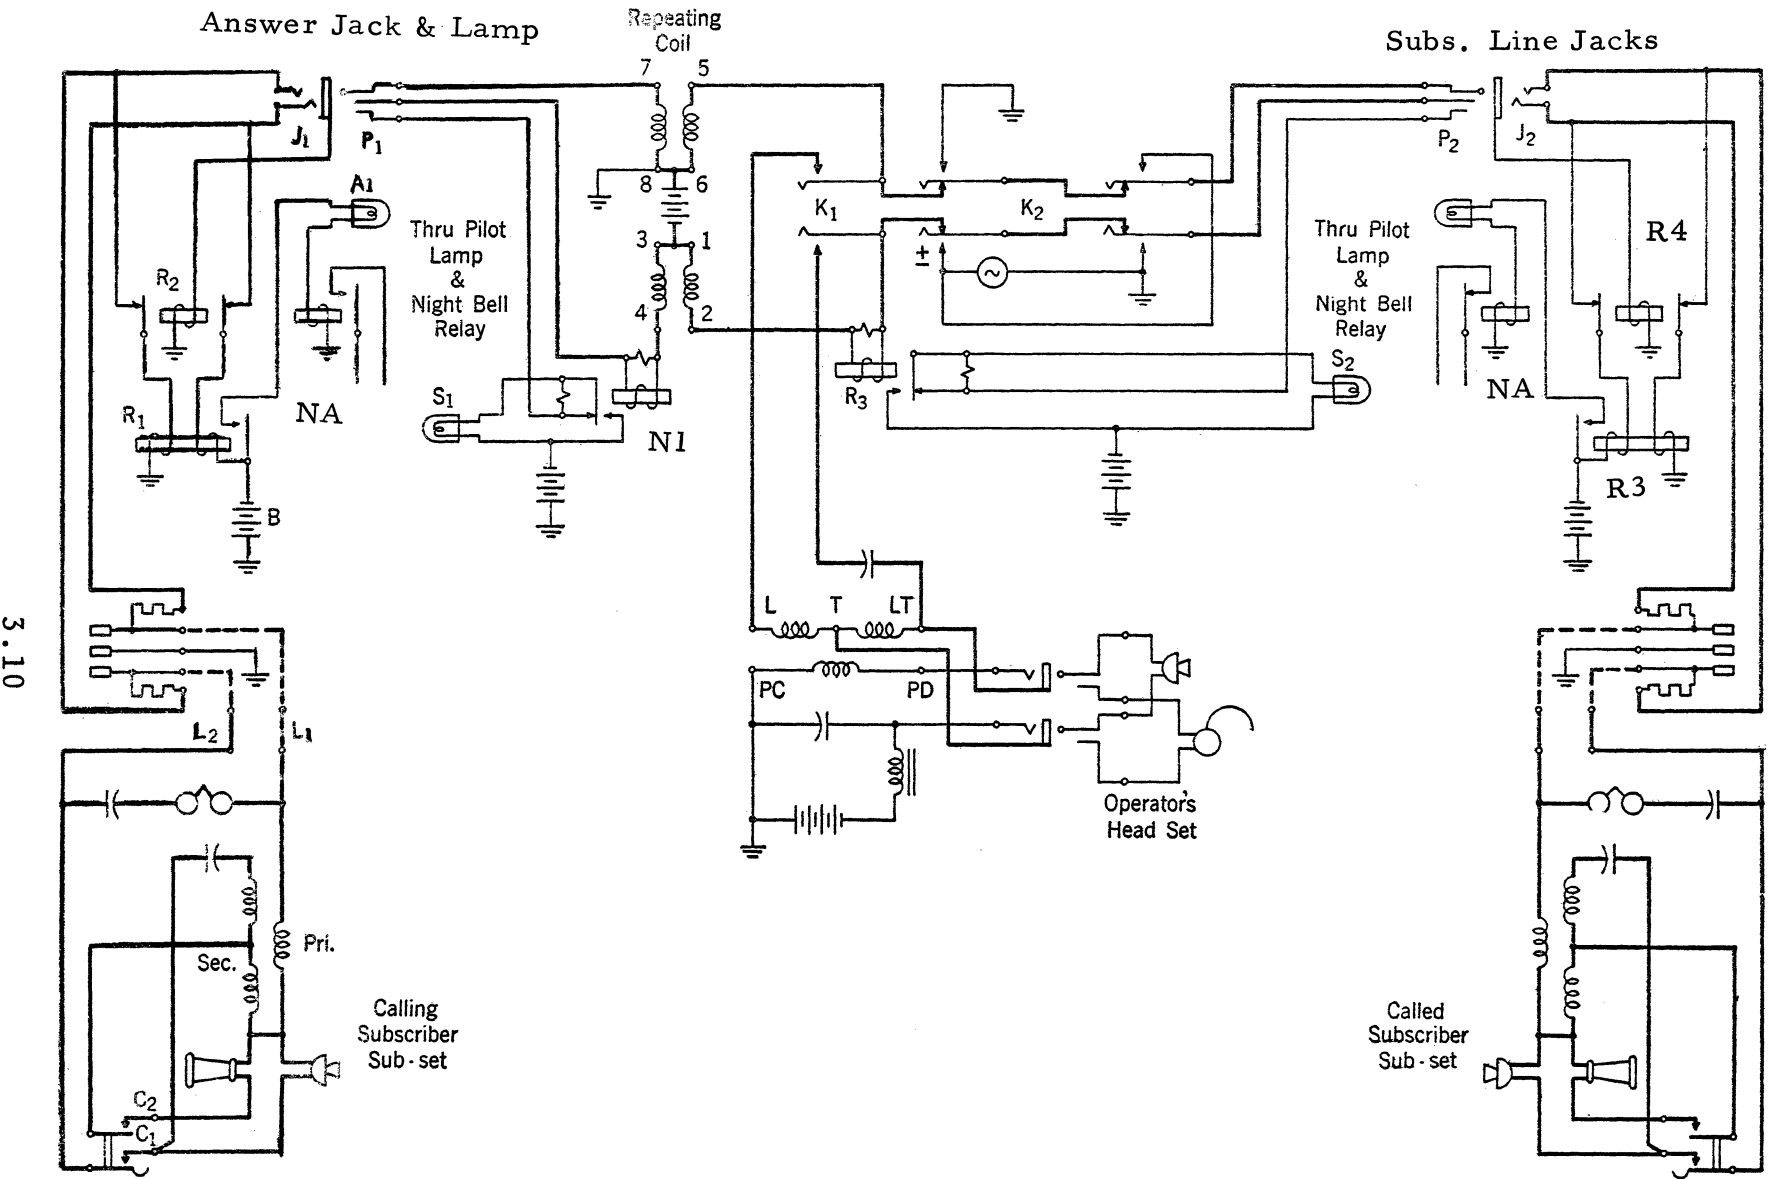 Answer Jack & Lamp
Repeating
Coil
Subs. Line Jacks
7 5
J1
P1
P2
J2
8 6
A1
K1
K2
Thru Pilot
Lamp
&
Night Bell
Relay
3 1
±
Thru Pilot
Lamp
&
Night Bell
Relay
R4
R2
4 2
S1
R3
S2
R1
NA
N1
NA
R3
B
L T LT
PC PD
L2
L1
Operator's
Head Set
3.10
Pri.
Sec.
Calling
Subscriber
Sub-set
Called
Subscriber
Sub-set
C2
C1